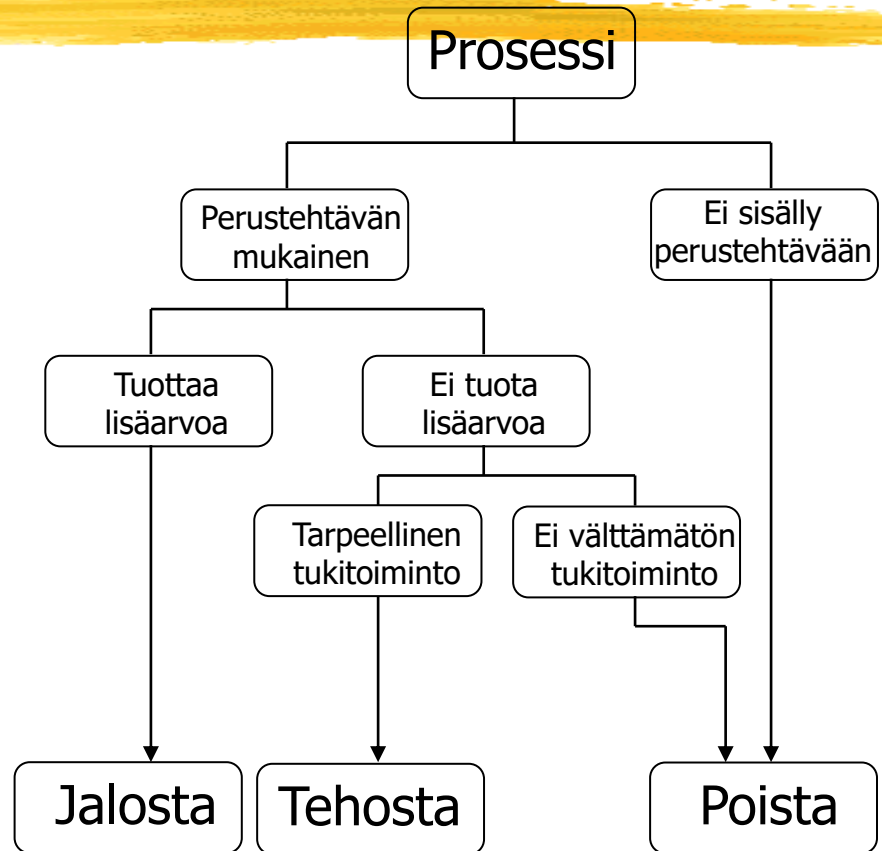 Prosessi
Perustehtävän
mukainen
Ei sisälly
perustehtävään
Tuottaa
lisäarvoa
Ei tuota
lisäarvoa
Tarpeellinen
tukitoiminto
Ei välttämätön
tukitoiminto
Jalosta
Tehosta
Poista